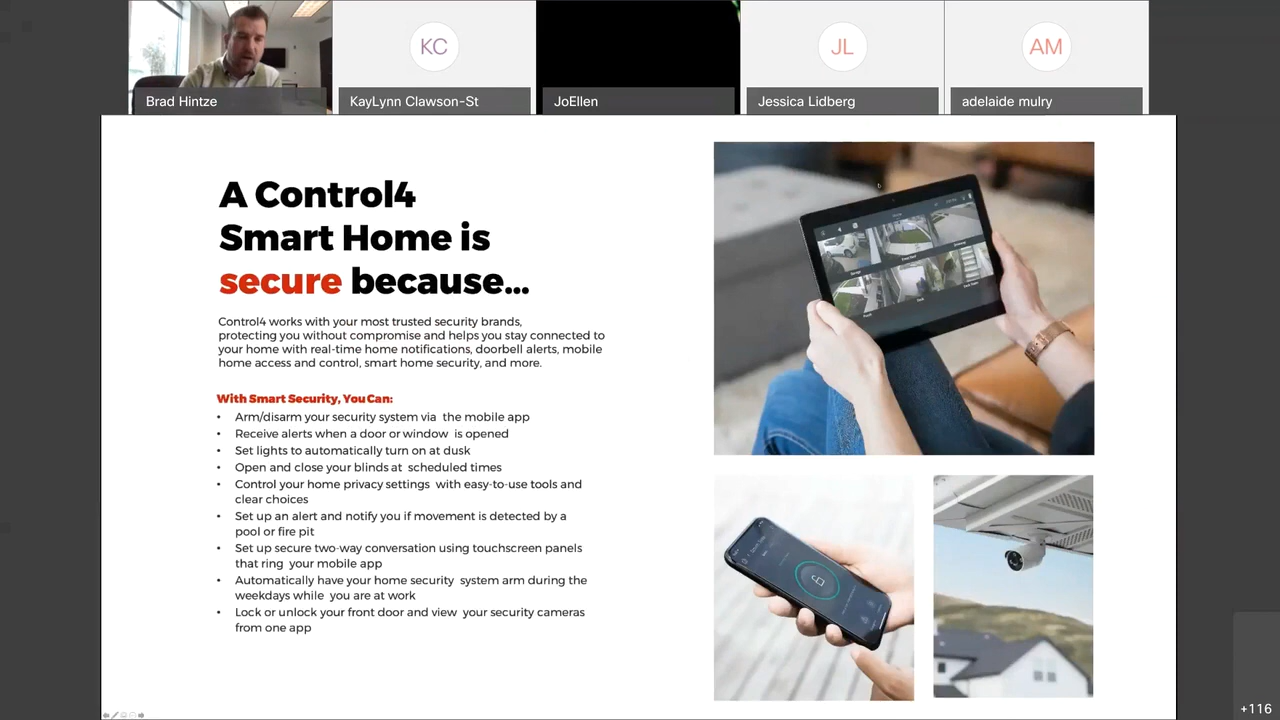 KC
JL
AM
Brad Hintze
KayLynn Clawson-St
JoEllen
Jessica Lidberg
adelaide mulry
A Control4
Smart Home is
secure because...
Control4 works with your most trusted security brands,
protecting you without compromise and helps you stay connected to
your home with real-time home notifications, doorbell alerts, mobile
home access and control, smart home security, and more.
With Smart Security, You Can:
• Arm/disarm your security system via the mobile app
• Receive alerts when a door or window is opened
• Set lights to automatically turn on at dusk
• Open and close your blinds at scheduled times
• Control your home privacy settings with easy-to-use tools and
clear choices
• Set up an alert and notify you if movement is detected by a
pool or fire pit
• Set up secure two-way conversation using touchscreen panels
that ring your mobile app
• Automatically have your home security system arm during the
weekdays while you are at work
• Lock or unlock your front door and view your security cameras
from one app
+116